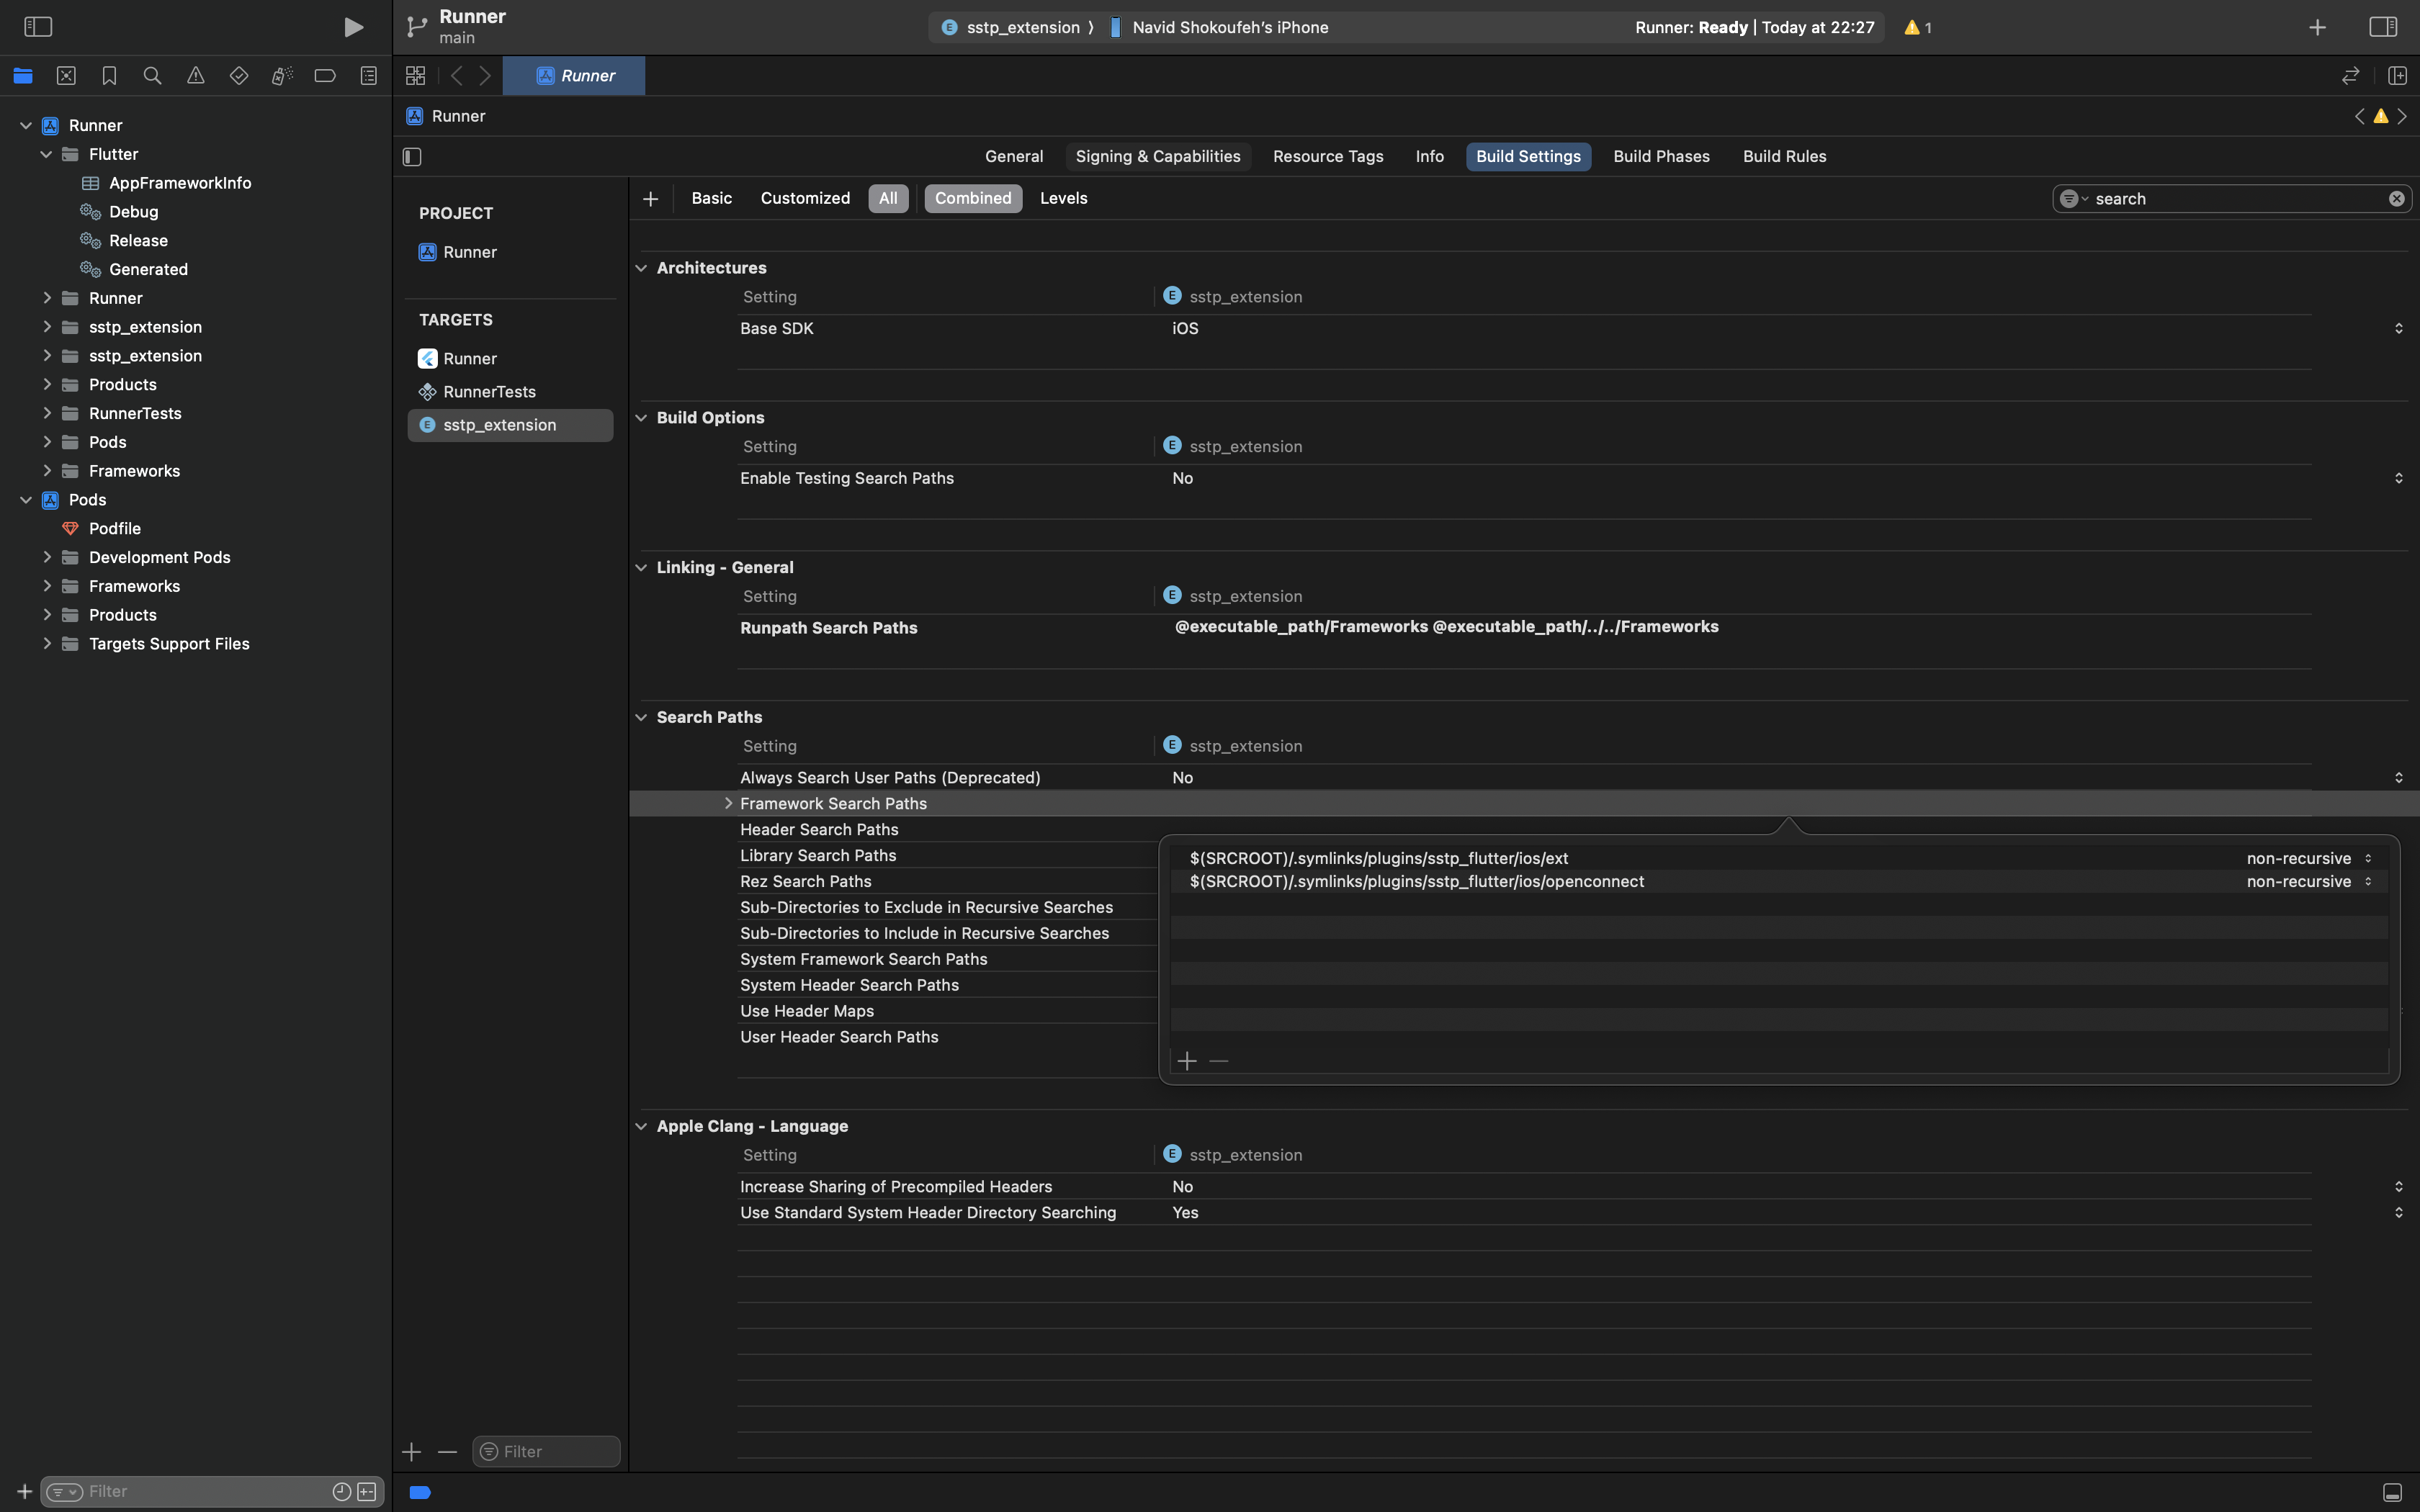 Runner
main
sstp_extension ⟩ Navid Shokoufeh's iPhone
Runner: Ready | Today at 22:27
1
Runner
Runner
General
Signing & Capabilities
Resource Tags
Info
Build Settings
Build Phases
Build Rules
Runner
Flutter
AppFrameworkInfo
Debug
Release
Generated
Runner
sstp_extension
sstp_extension
Products
RunnerTests
Pods
Frameworks
Pods
Podfile
Development Pods
Frameworks
Products
Targets Support Files
Filter
PROJECT
Runner
TARGETS
Runner
RunnerTests
E sstp_extension
Filter
Basic
Customized
All
Combined
Levels
search
Architectures
Setting E sstp_extension
Base SDK iOS
Build Options
Setting E sstp_extension
Enable Testing Search Paths No
Linking - General
Setting E sstp_extension
Runpath Search Paths @executable_path/Frameworks @executable_path/../../Frameworks
Search Paths
Setting E sstp_extension
Always Search User Paths (Deprecated) No
Framework Search Paths
Header Search Paths
Library Search Paths
Rez Search Paths
Sub-Directories to Exclude in Recursive Searches
Sub-Directories to Include in Recursive Searches
System Framework Search Paths
System Header Search Paths
Use Header Maps
User Header Search Paths
$(SRCROOT)/.symlinks/plugins/sstp_flutter/ios/ext non-recursive
$(SRCROOT)/.symlinks/plugins/sstp_flutter/ios/openconnect non-recursive
Apple Clang - Language
Setting E sstp_extension
Increase Sharing of Precompiled Headers No
Use Standard System Header Directory Searching Yes